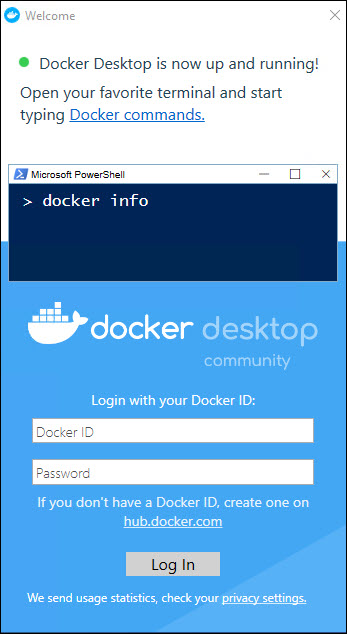 Welcome
Docker Desktop is now up and running!
Open your favorite terminal and start
typing Docker commands.
Microsoft PowerShell
> docker info
docker desktop
community
Login with your Docker ID:
Docker ID
Password
If you don't have a Docker ID, create one on
hub.docker.com
Log In
We send usage statistics, check your privacy settings.